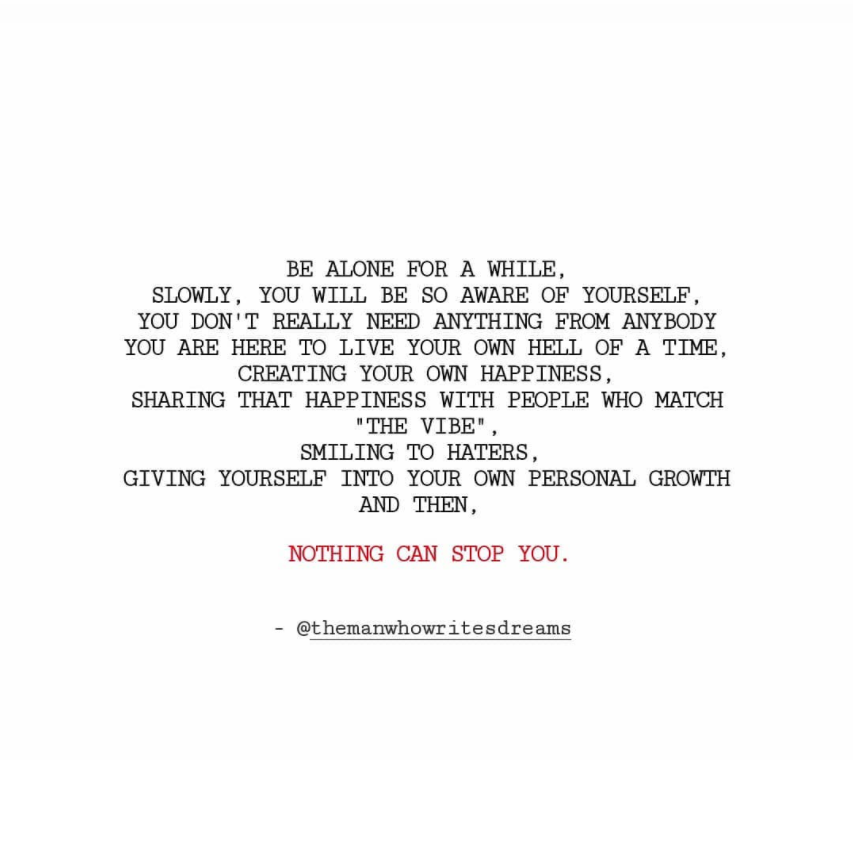 BE ALONE FOR A WHILE,
SLOWLY, YOU WILL BE SO AWARE OF YOURSELF,
YOU DON'T REALLY NEED ANYTHING FROM ANYBODY
YOU ARE HERE TO LIVE YOUR OWN HELL OF A TIME,
CREATING YOUR OWN HAPPINESS,
SHARING THAT HAPPINESS WITH PEOPLE WHO MATCH
"THE VIBE",
SMILING TO HATERS,
GIVING YOURSELF INTO YOUR OWN PERSONAL GROWTH
AND THEN,
NOTHING CAN STOP YOU.
- @themanwhowritesdreams